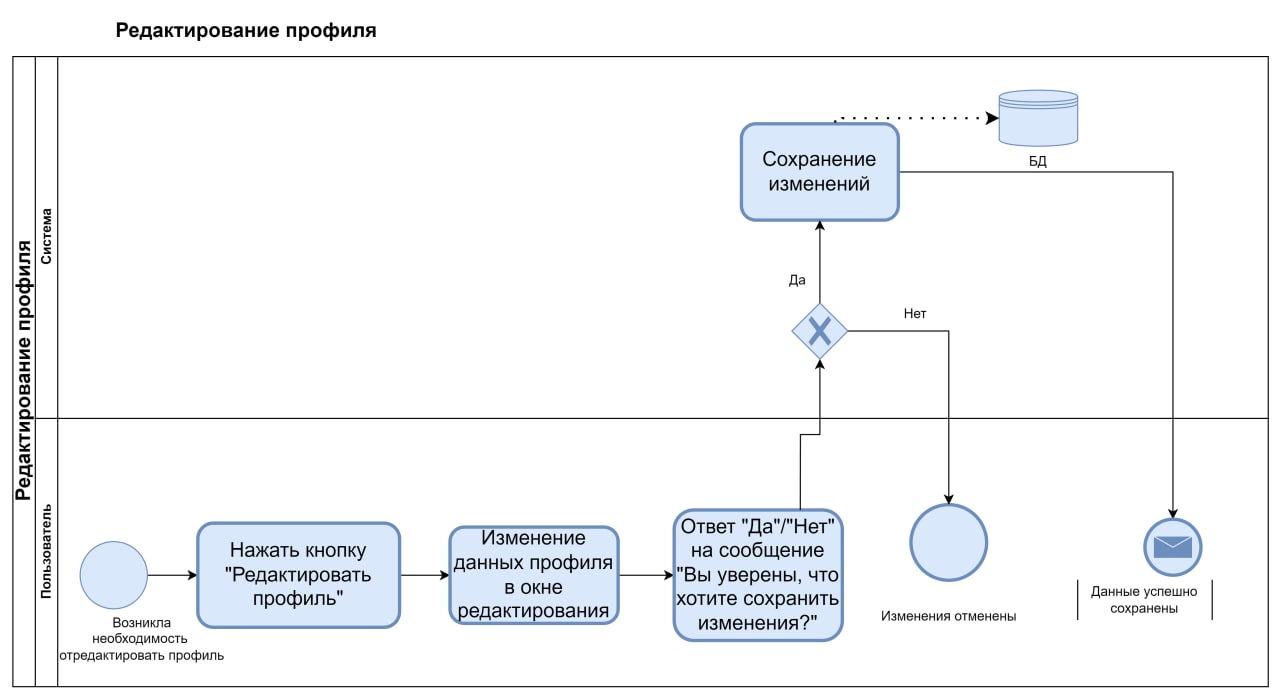 Редактирование профиля
Редактирование профиля
Система
Пользователь
Сохранение
изменений
БД
Да
Нет
Возникла
необходимость
отредактировать профиль
Нажать кнопку
"Редактировать
профиль"
Изменение
данных профиля
в окне
редактирования
Ответ "Да"/"Нет"
на сообщение
"Вы уверены, что
хотите сохранить
изменения?"
Изменения отменены
Данные успешно
сохранены